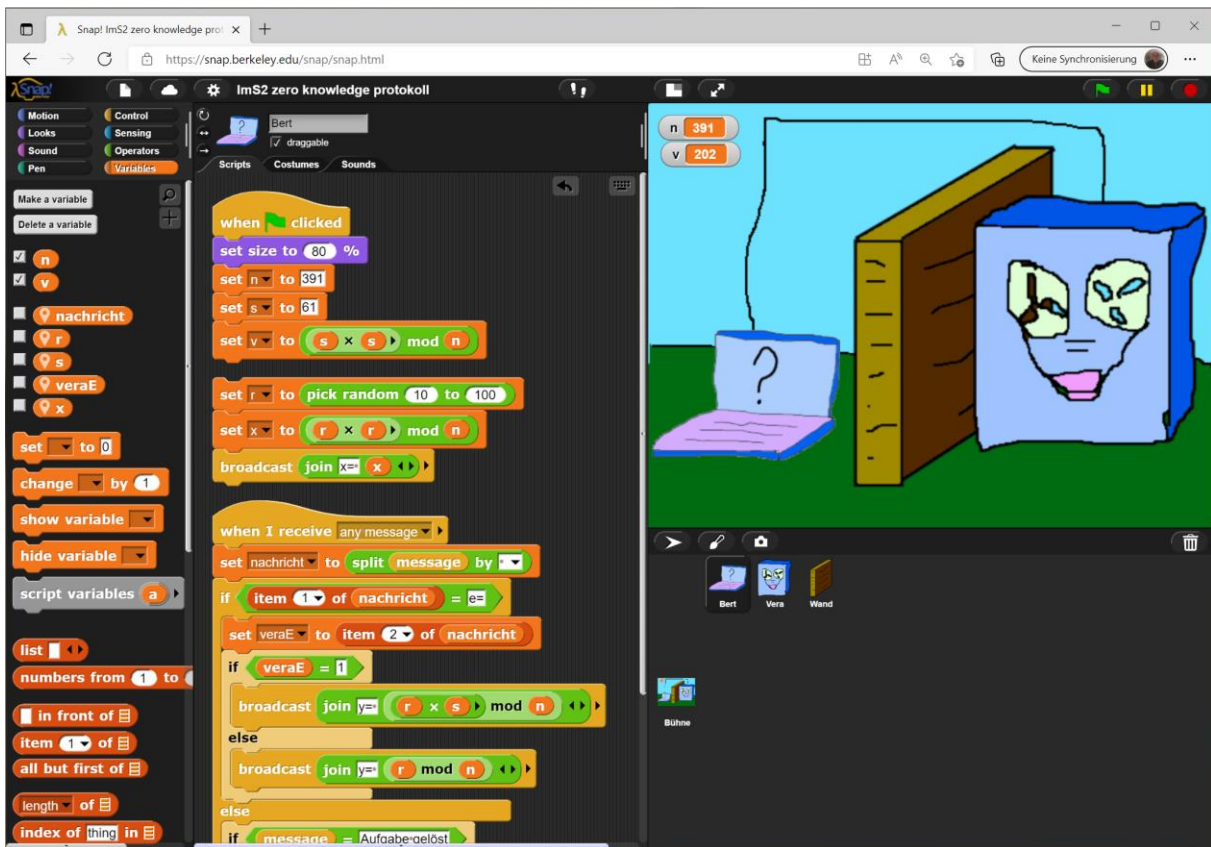 Snap! ImS2 zero knowledge pro
https://snap.berkeley.edu/snap/snap.html
Keine Synchronisierung
Snap!
ImS2 zero knowledge protokoll
Motion Control
Looks Sensing
Sound Operators
Pen Variables
Make a variable
Delete a variable
n
v
nachricht
r
s
veraE
x
set to 0
change by 1
show variable
hide variable
script variables a
list
numbers from 1 to
in front of
item 1 of
all but first of
length of
index of thing in
Bert
draggable
Scripts Costumes Sounds
when clicked
set size to 80 %
set n to 391
set s to 61
set v to s × s mod n
set r to pick random 10 to 100
set x to r × r mod n
broadcast join x= x
when I receive any message
set nachricht to split message by
if item 1 of nachricht = e=
set veraE to item 2 of nachricht
if veraE = 1
broadcast join y= r × s mod n
else
broadcast join y= r mod n
else
if message = Aufgabe gelöst
n 391
v 202
?
Bert Vera Wand
Bühne